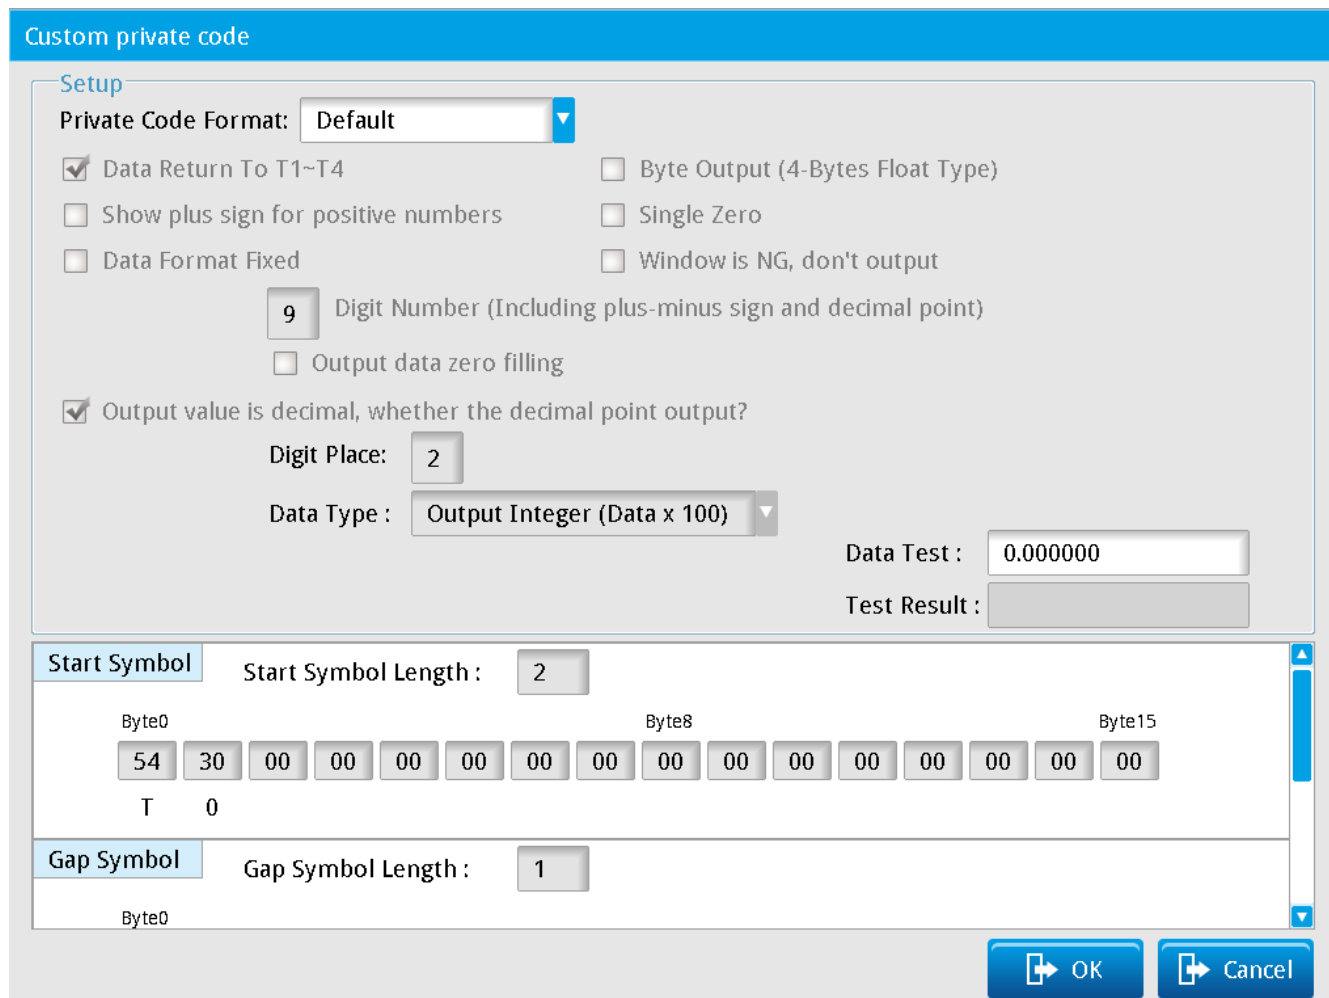 Custom private code
Setup
Private Code Format: Default
Data Return To T1~T4
Byte Output (4-Bytes Float Type)
Show plus sign for positive numbers
Single Zero
Data Format Fixed
Window is NG, don't output
9 Digit Number (Including plus-minus sign and decimal point)
Output data zero filling
Output value is decimal, whether the decimal point output?
Digit Place: 2
Data Type : Output Integer (Data x 100)
Data Test : 0.000000
Test Result :
Start Symbol
Start Symbol Length : 2
Byte0 Byte8 Byte15
54 30 00 00 00 00 00 00 00 00 00 00 00 00 00 00
T 0
Gap Symbol
Gap Symbol Length : 1
Byte0
OK Cancel